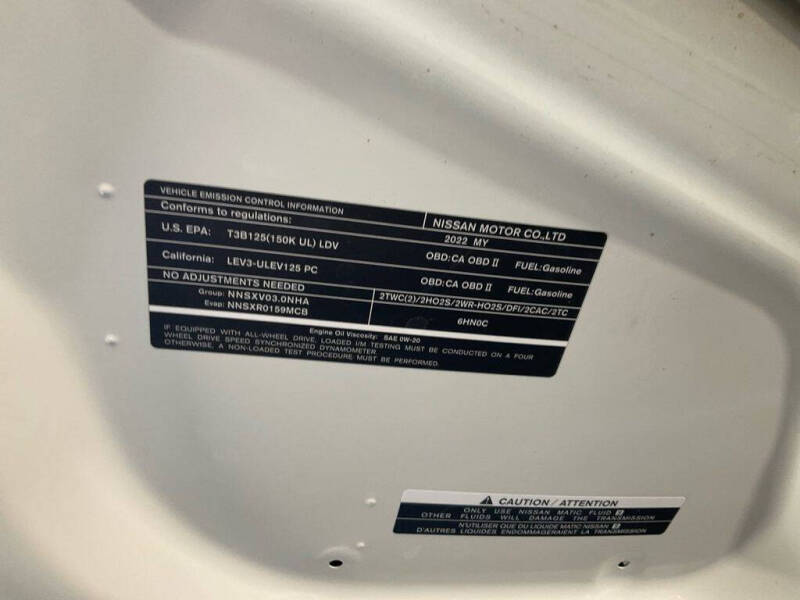 VEHICLE EMISSION CONTROL INFORMATION
NISSAN MOTOR CO.,LTD
Conforms to regulations:
2022 MY
U.S. EPA: T3B125(150K UL) LDV OBD:CA OBD II FUEL:Gasoline
California: LEV3-ULEV125 PC OBD:CA OBD II FUEL:Gasoline
NO ADJUSTMENTS NEEDED
Group: NNSXV03.0NHA 2TWC(2)/2HO2S/2WR-HO2S/DFI/2CAC/2TC
Evap: NNSXR0159MCB 6HN0C
Engine Oil Viscosity: SAE 0W-20
IF EQUIPPED WITH ALL-WHEEL DRIVE, LOADED I/M TESTING MUST BE CONDUCTED ON A FOUR
WHEEL DRIVE SPEED SYNCHRONIZED DYNAMOMETER.
OTHERWISE, A NON-LOADED TEST PROCEDURE MUST BE PERFORMED.
CAUTION / ATTENTION
ONLY USE NISSAN MATIC FLUID S
OTHER FLUIDS WILL DAMAGE THE TRANSMISSION
N'UTILISER QUE DU LIQUIDE MATIC NISSAN S
D'AUTRES LIQUIDES ENDOMMAGERAIENT LA TRANSMISSION